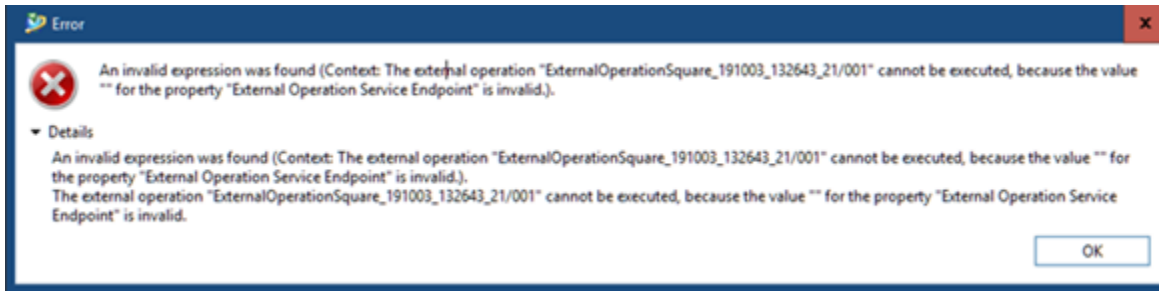 Error
x
An invalid expression was found (Context: The external operation "ExternalOperationSquare_191003_132643_21/001" cannot be executed, because the value
"" for the property "External Operation Service Endpoint" is invalid.).
Details
An invalid expression was found (Context: The external operation "ExternalOperationSquare_191003_132643_21/001" cannot be executed, because the value "" for
the property "External Operation Service Endpoint" is invalid.).
The external operation "ExternalOperationSquare_191003_132643_21/001" cannot be executed, because the value "" for the property "External Operation Service
Endpoint" is invalid.
OK